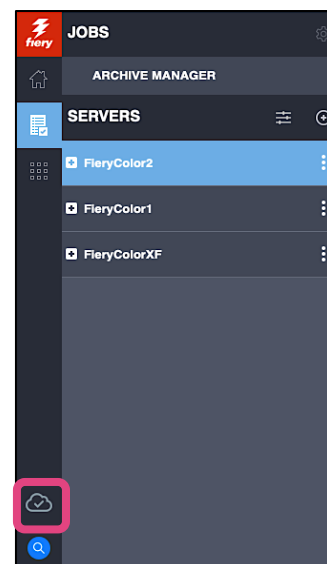 fiery
JOBS
ARCHIVE MANAGER
SERVERS
FieryColor2
FieryColor1
FieryColorXF